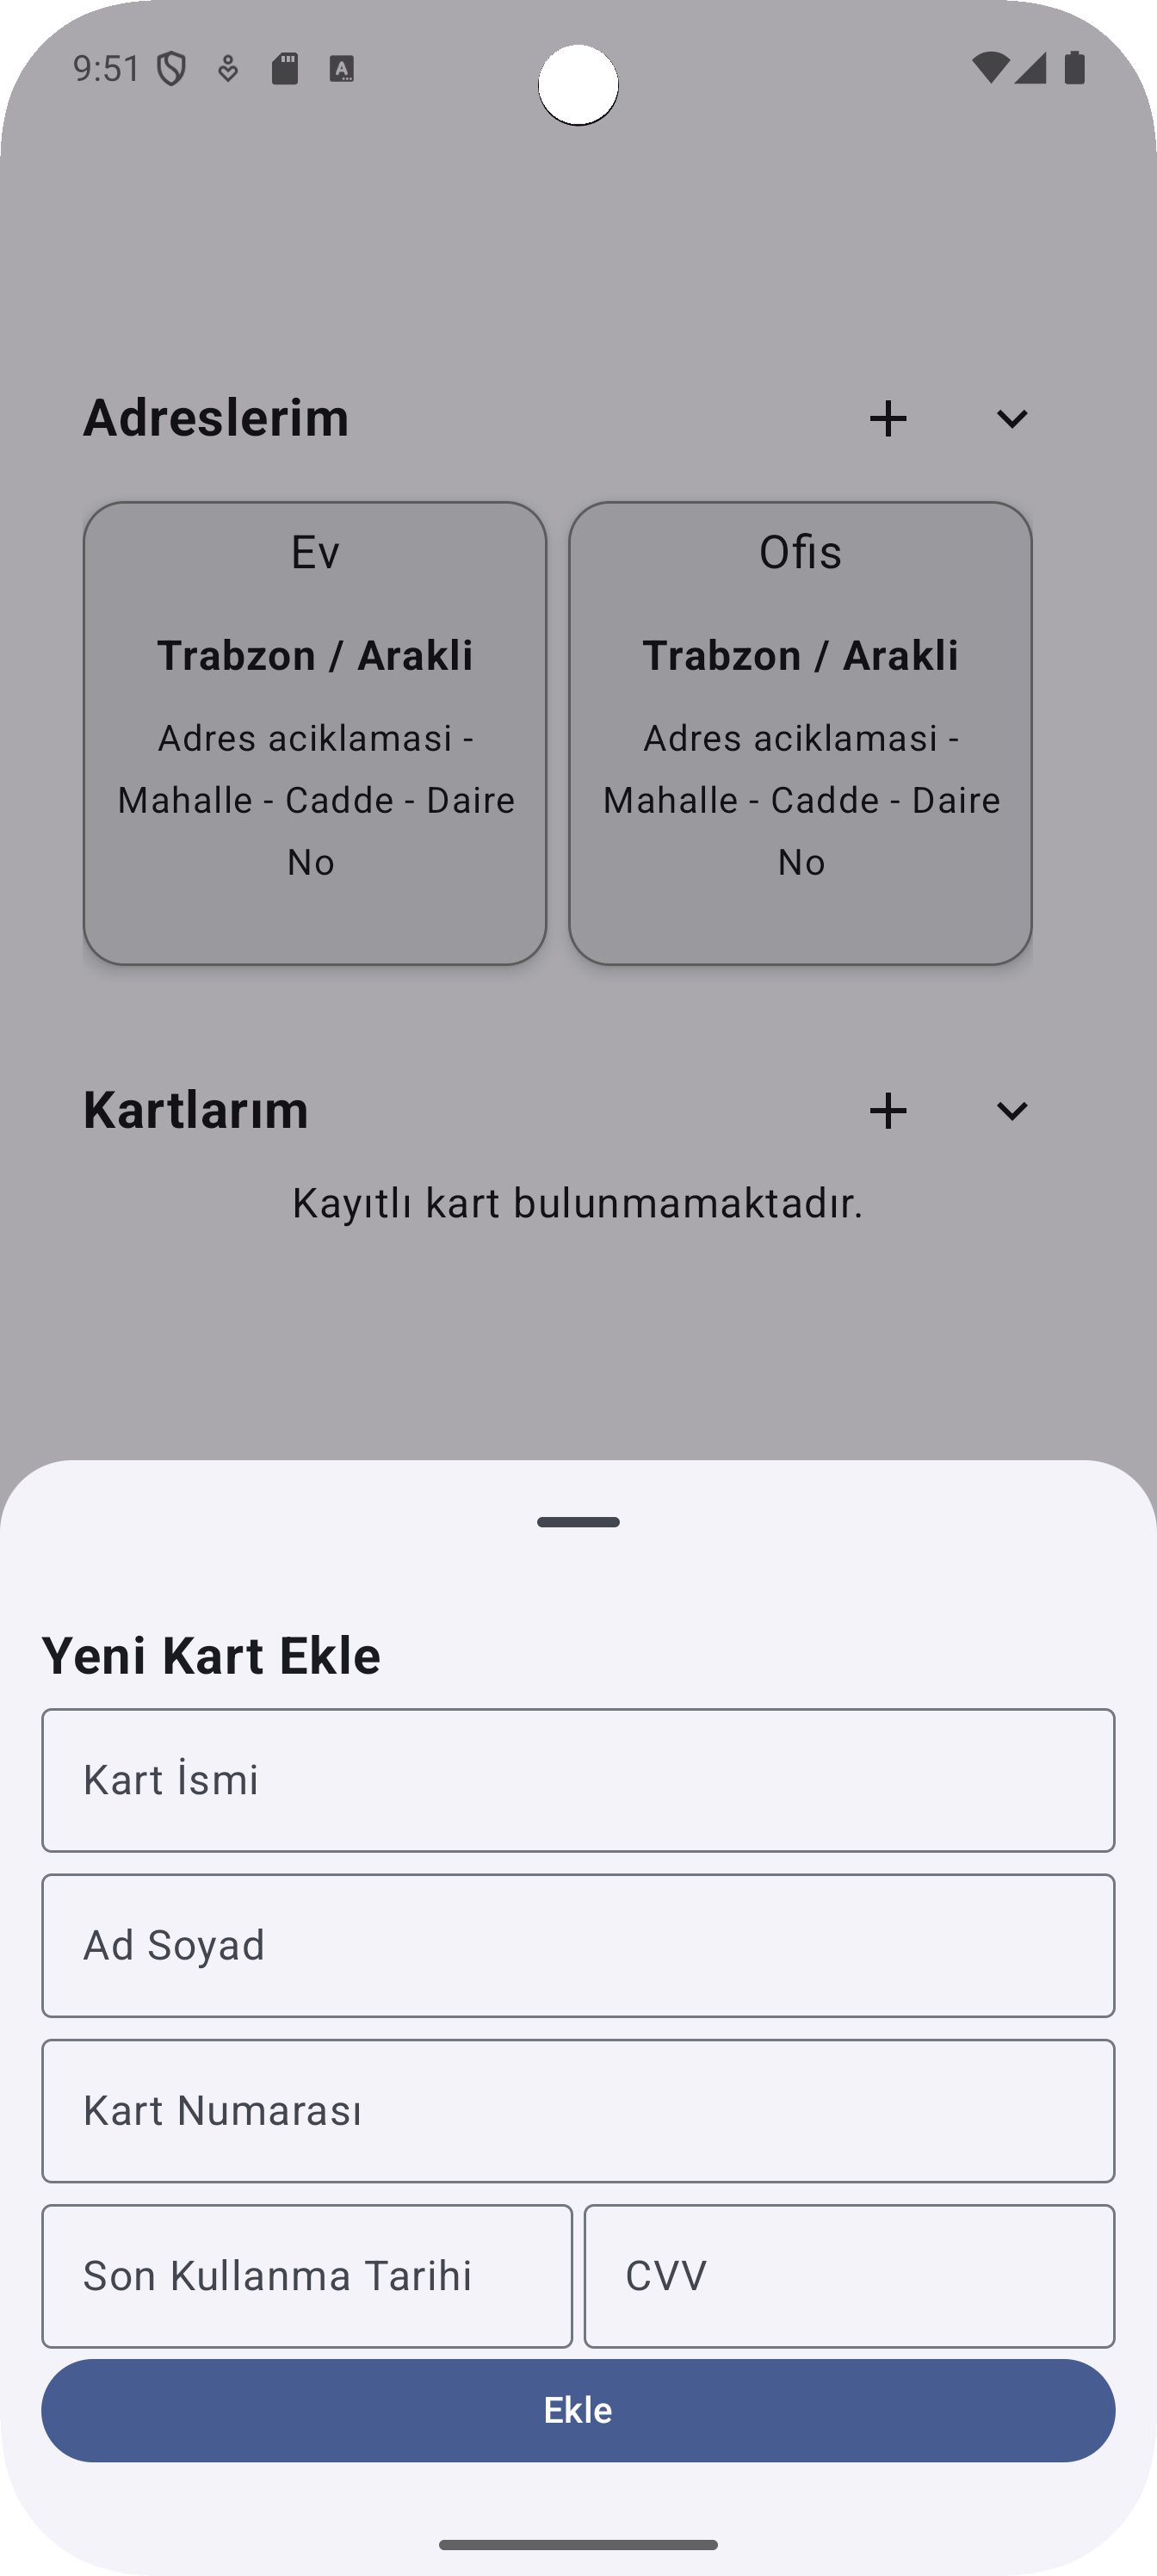 9:51
Adreslerim
Ev
Trabzon / Arakli
Adres aciklamasi -
Mahalle - Cadde - Daire
No
Ofis
Trabzon / Arakli
Adres aciklamasi -
Mahalle - Cadde - Daire
No
Kartlarım
Kayıtlı kart bulunmamaktadır.
Yeni Kart Ekle
Kart İsmi
Ad Soyad
Kart Numarası
Son Kullanma Tarihi
CVV
Ekle